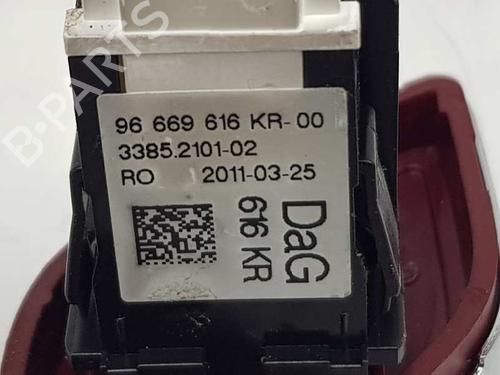 B-PARTS
96 669 616 KR-00
3385.2101-02
RO 2011-03-25
DaG
616 KR